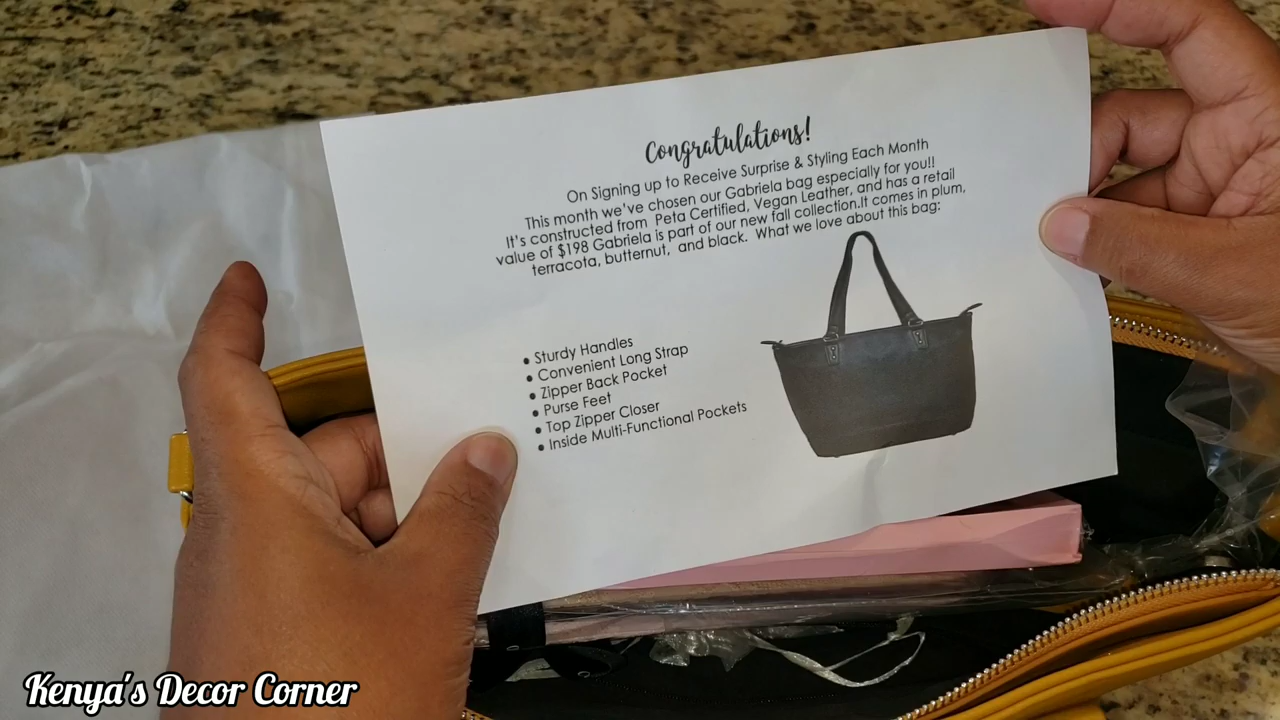 Congratulations!
On Signing up to Receive Surprise & Styling Each Month
This month we've chosen our Gabriela bag especially for you!!
It's constructed from Peta Certified, Vegan Leather, and has a retail
value of $198 Gabriela is part of our new fall collection.It comes in plum,
terracota, butternut, and black. What we love about this bag:
• Sturdy Handles
• Convenient Long Strap
• Zipper Back Pocket
• Purse Feet
• Top Zipper Closer
• Inside Multi-Functional Pockets
Kenya's Decor Corner